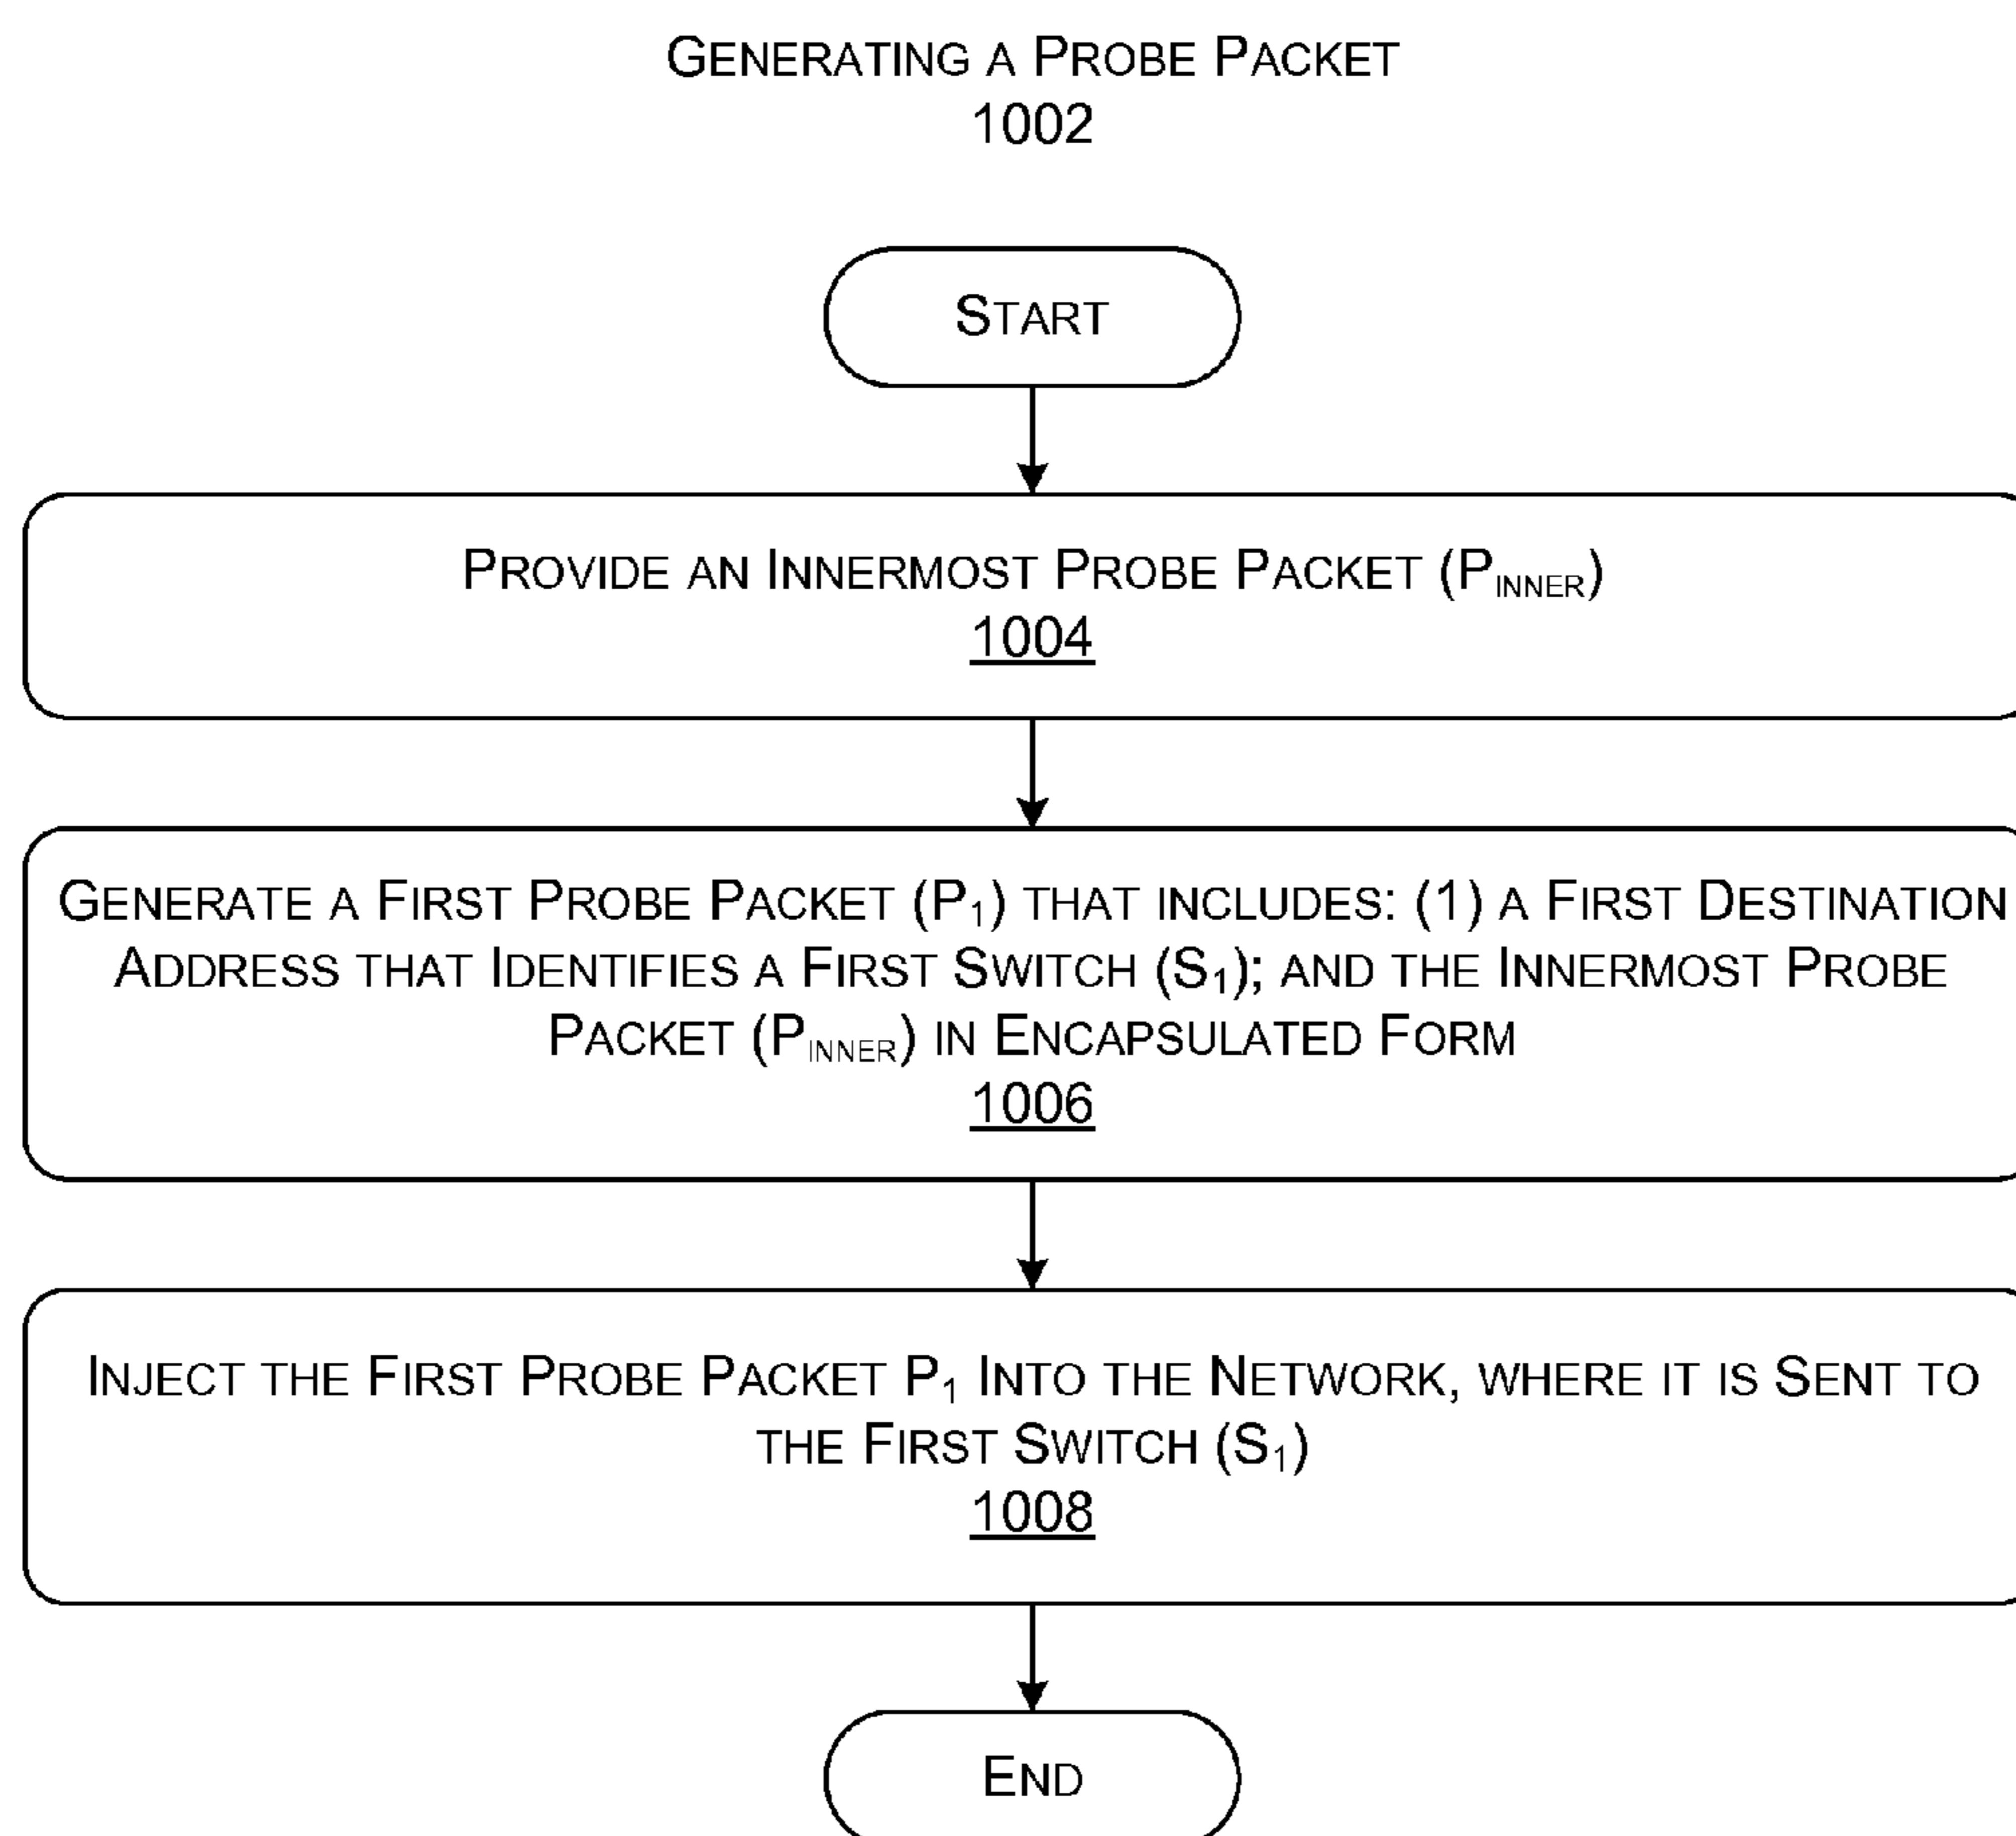 GENERATING A PROBE PACKET
1002
START
PROVIDE AN INNERMOST PROBE PACKET (P_INNER)
1004
GENERATE A FIRST PROBE PACKET (P₁) THAT INCLUDES: (1) A FIRST DESTINATION
ADDRESS THAT IDENTIFIES A FIRST SWITCH (S₁); AND THE INNERMOST PROBE
PACKET (P_INNER) IN ENCAPSULATED FORM
1006
INJECT THE FIRST PROBE PACKET P₁ INTO THE NETWORK, WHERE IT IS SENT TO
THE FIRST SWITCH (S₁)
1008
END